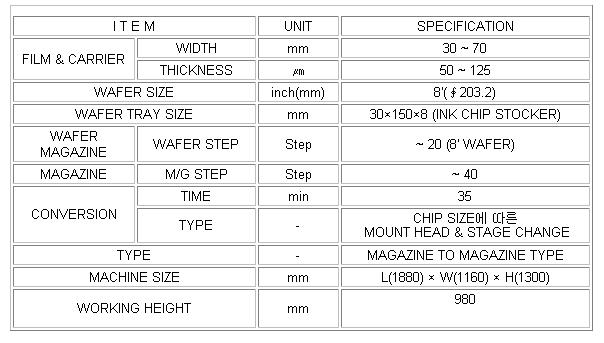 I T E M UNIT SPECIFICATION
FILM & CARRIER WIDTH mm 30 ~ 70
THICKNESS ㎛ 50 ~ 125
WAFER SIZE inch(mm) 8'(∮203.2)
WAFER TRAY SIZE mm 30×150×8 (INK CHIP STOCKER)
WAFER
MAGAZINE WAFER STEP Step ~ 20 (8' WAFER)
MAGAZINE M/G STEP Step ~ 40
CONVERSION TIME min 35
TYPE - CHIP SIZE에 따른
MOUNT HEAD & STAGE CHANGE
TYPE - MAGAZINE TO MAGAZINE TYPE
MACHINE SIZE mm L(1880) × W(1160) × H(1300)
WORKING HEIGHT mm 980